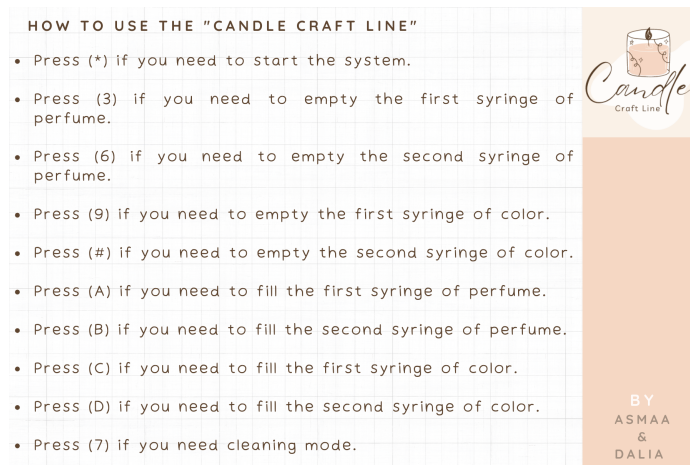 HOW TO USE THE "CANDLE CRAFT LINE"
• Press (*) if you need to start the system.
• Press (3) if you need to empty the first syringe of
perfume.
• Press (6) if you need to empty the second syringe of
perfume.
• Press (9) if you need to empty the first syringe of color.
• Press (#) if you need to empty the second syringe of color.
• Press (A) if you need to fill the first syringe of perfume.
• Press (B) if you need to fill the second syringe of perfume.
• Press (C) if you need to fill the first syringe of color.
• Press (D) if you need to fill the second syringe of color.
• Press (7) if you need cleaning mode.
Candle
Craft Line
BY
ASMAA
&
DALIA